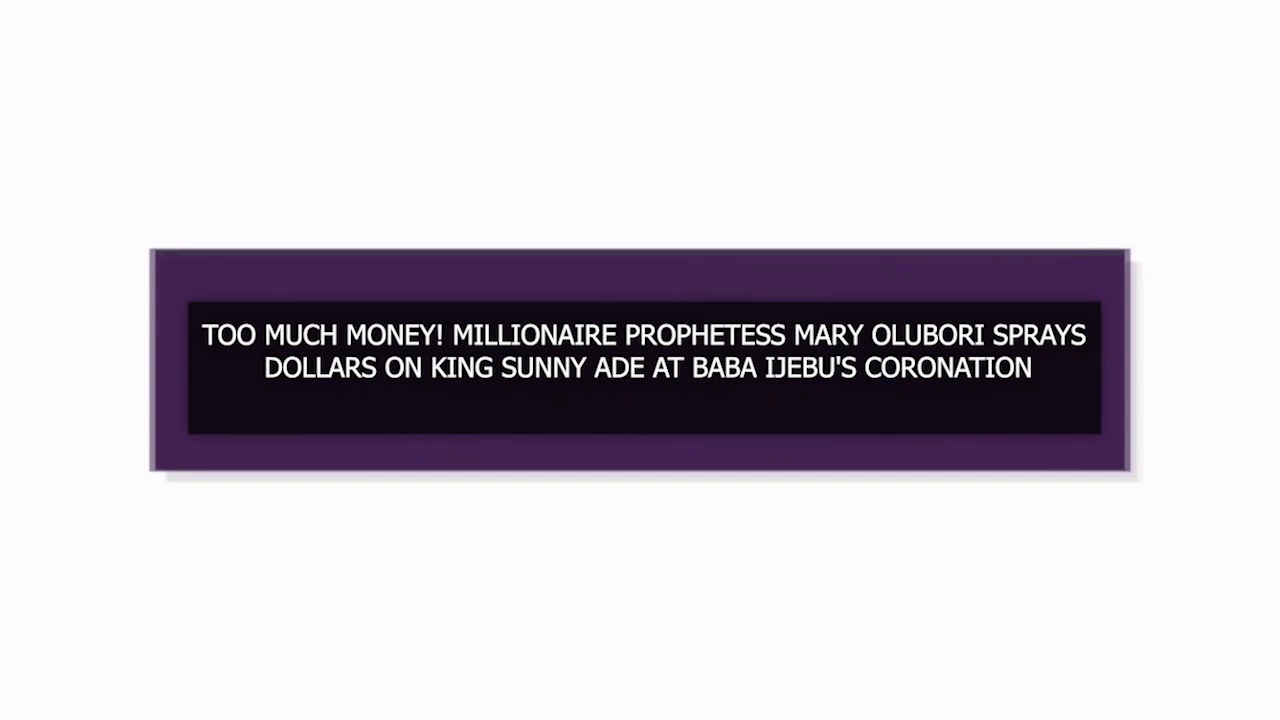 TOO MUCH MONEY! MILLIONAIRE PROPHETESS MARY OLUBORI SPRAYS
DOLLARS ON KING SUNNY ADE AT BABA IJEBU'S CORONATION